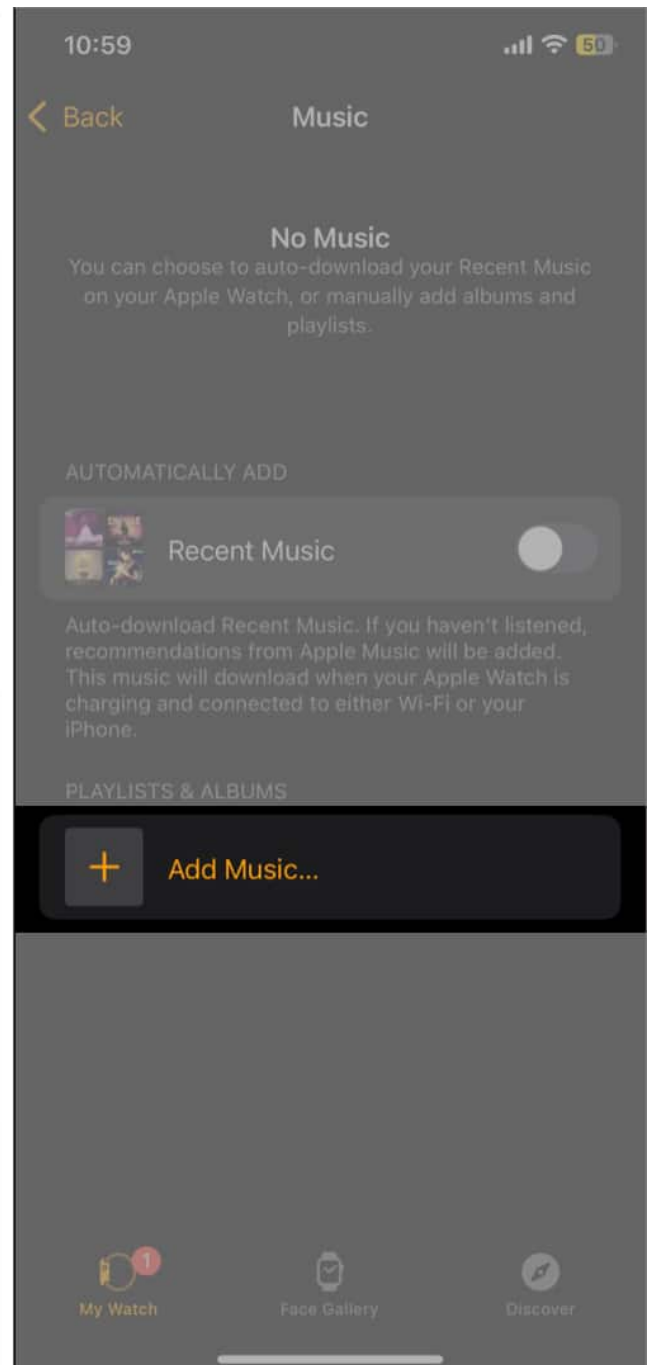 10:59
50
Back
Music
No Music
You can choose to auto-download your Recent Music
on your Apple Watch, or manually add albums and
playlists.
AUTOMATICALLY ADD
Recent Music
Auto-download Recent Music. If you haven't listened,
recommendations from Apple Music will be added.
This music will download when your Apple Watch is
charging and connected to either Wi-Fi or your
iPhone.
PLAYLISTS & ALBUMS
+ Add Music...
1
My Watch
Face Gallery
Discover